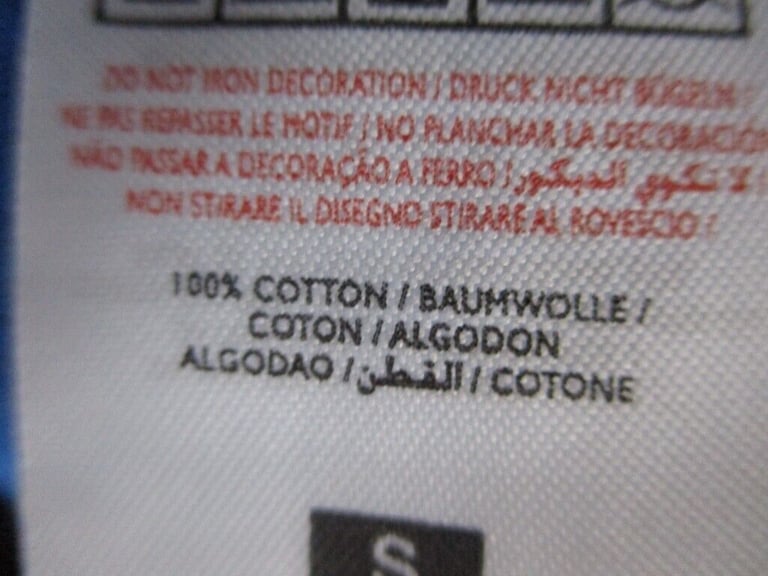 DO NOT IRON DECORATION / DRUCK NICHT BÜGELN /
NE PAS REPASSER LE MOTIF / NO PLANCHAR LA DECORACIÓN
NÃO PASSAR A DECORAÇÃO A FERRO / لا تكوي الديكور /
NON STIRARE IL DISEGNO-STIRARE AL ROVESCIO /
100% COTTON / BAUMWOLLE /
COTON / ALGODON
ALGODAO / القطن / COTONE
S